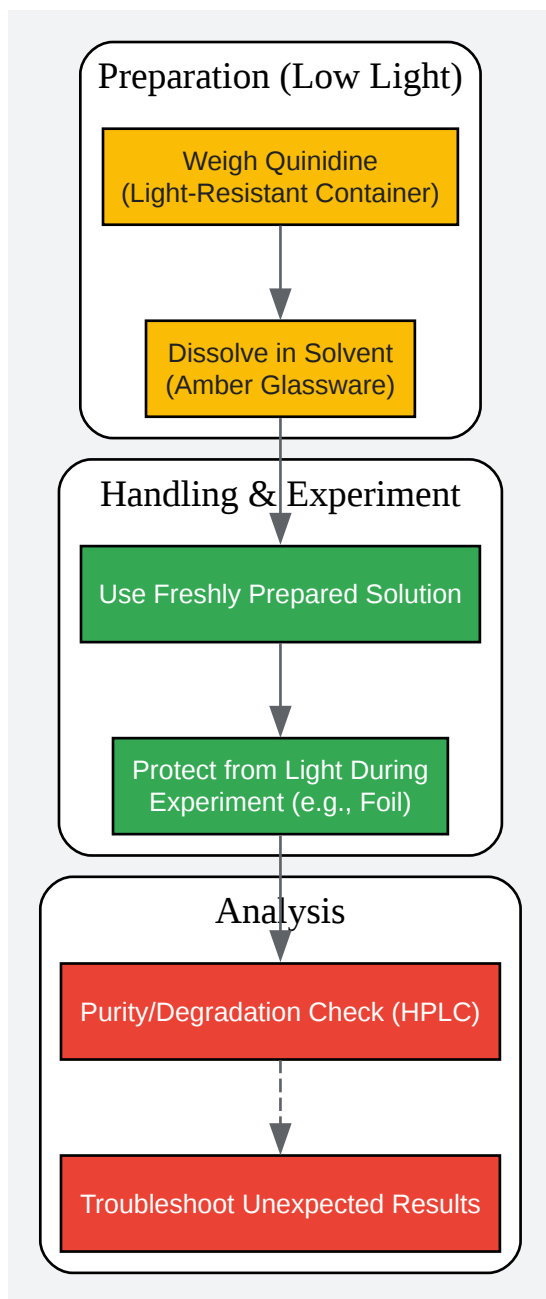 Preparation (Low Light)
Weigh Quinidine
(Light-Resistant Container)
Dissolve in Solvent
(Amber Glassware)
Handling & Experiment
Use Freshly Prepared Solution
Protect from Light During
Experiment (e.g., Foil)
Analysis
Purity/Degradation Check (HPLC)
Troubleshoot Unexpected Results